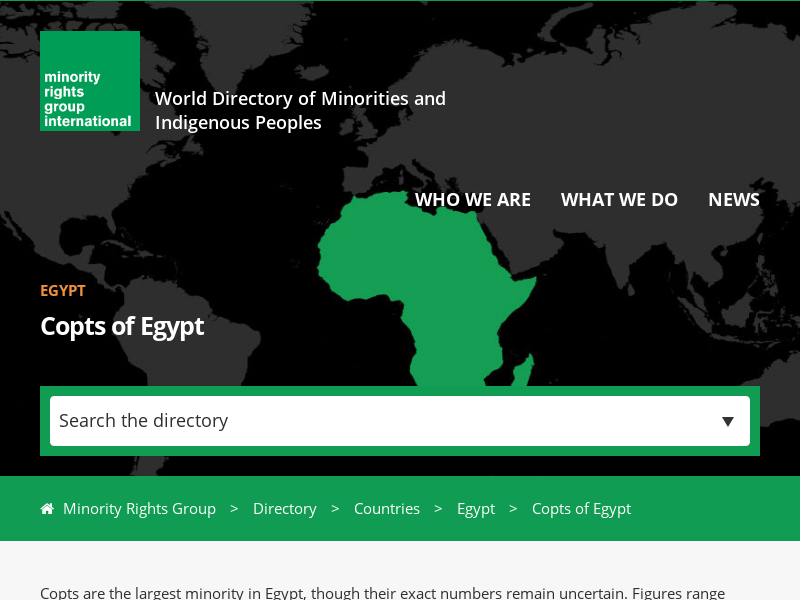 minority
rights
group
international
World Directory of Minorities and
Indigenous Peoples
WHO WE ARE WHAT WE DO NEWS
EGYPT
Copts of Egypt
Search the directory
Minority Rights Group > Directory > Countries > Egypt > Copts of Egypt
Copts are the largest minority in Egypt, though their exact numbers remain uncertain. Figures range